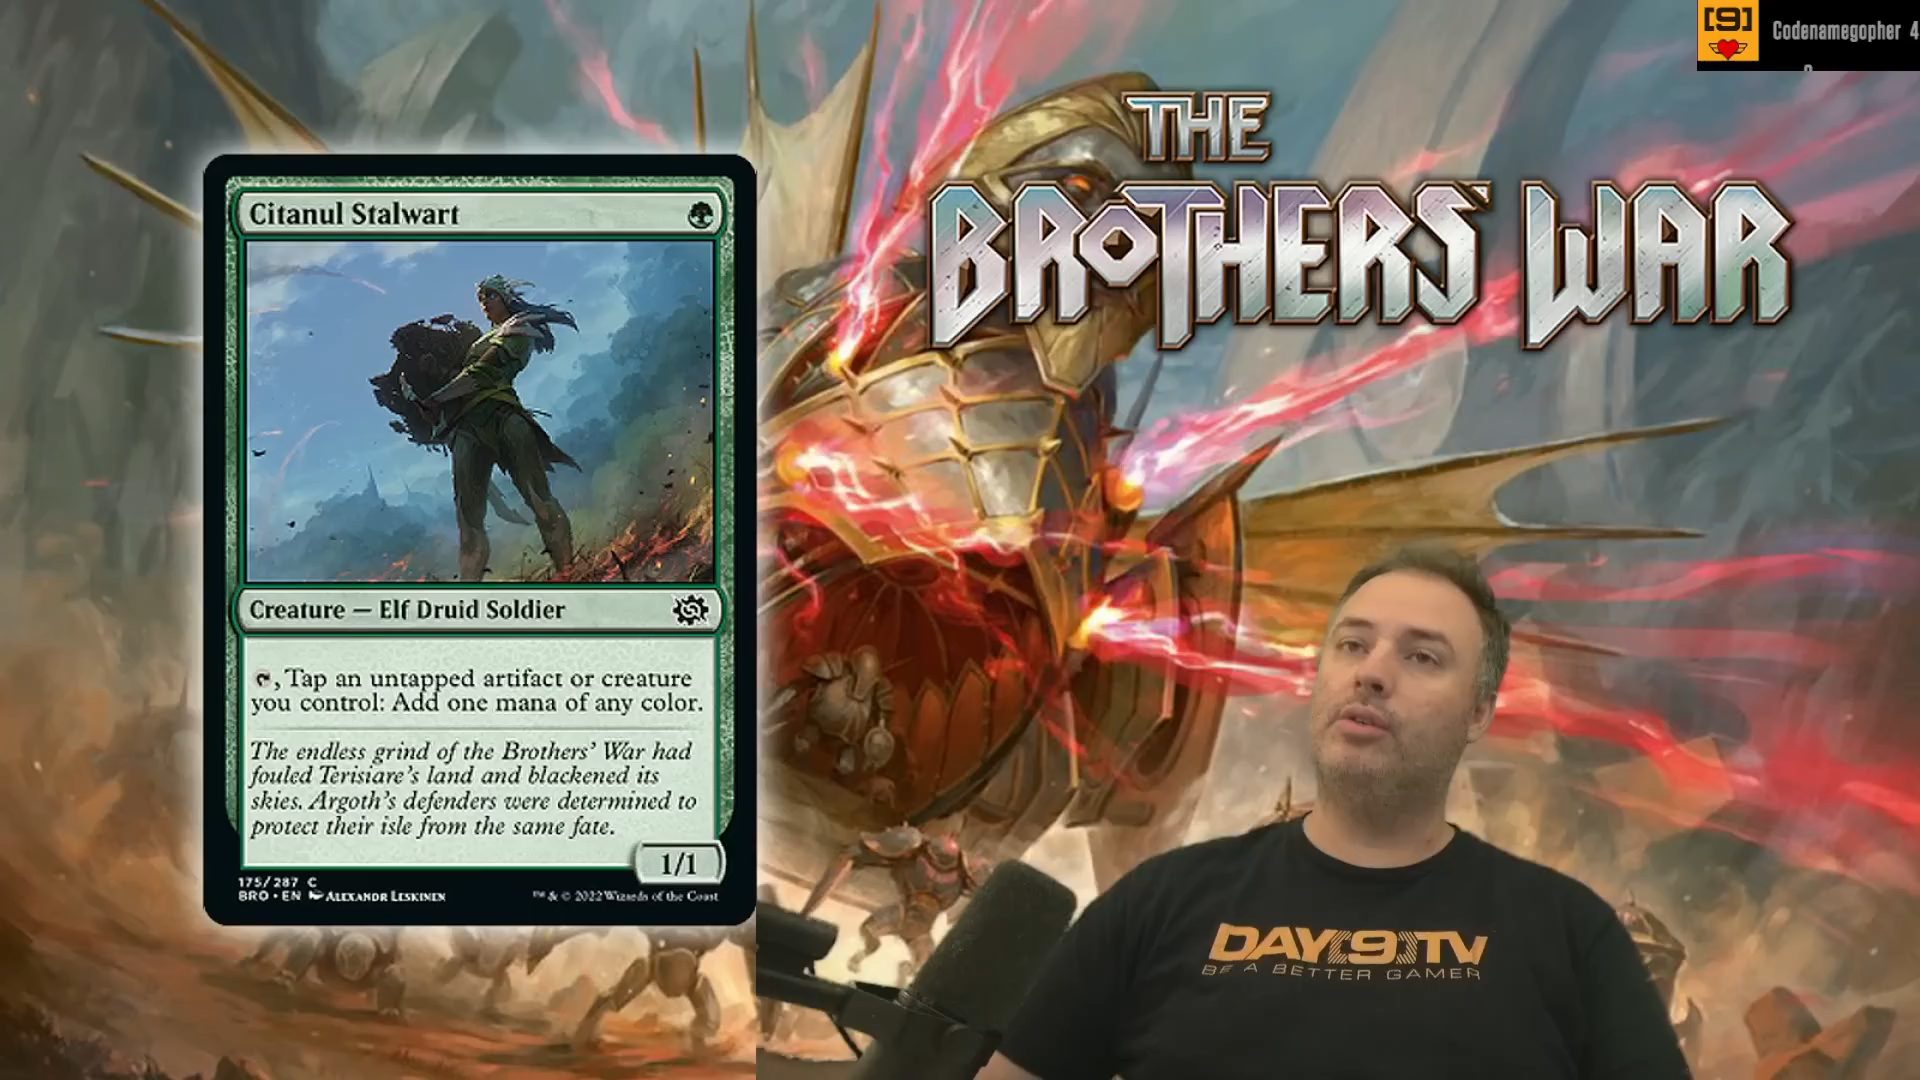 [9]
Codenamegopher 4
THE
BROTHERS' WAR
Citanul Stalwart
Creature — Elf Druid Soldier
, Tap an untapped artifact or creature
you control: Add one mana of any color.
The endless grind of the Brothers' War had
fouled Terisiare's land and blackened its
skies. Argoth's defenders were determined to
protect their isle from the same fate.
1/1
175/287 C
BRO • EN ALEXANDR LESKINEN
™ & © 2022 Wizards of the Coast
DAY[9]TV
BE A BETTER GAMER